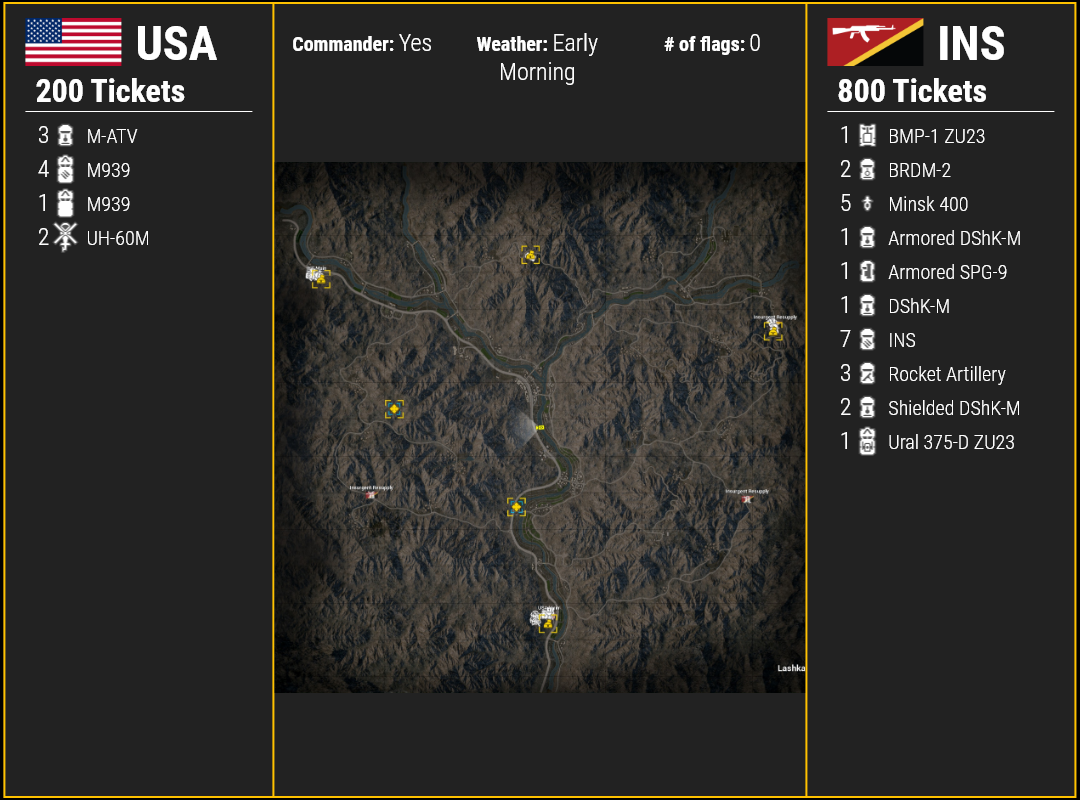 USA
200 Tickets
3 M-ATV
4 M939
1 M939
2 UH-60M
Commander: Yes
Weather: Early
Morning
# of flags: 0
Insurgent Resupply
Insurgent Resupply
Insurgent Resupply
Lashka
INS
800 Tickets
1 BMP-1 ZU23
2 BRDM-2
5 Minsk 400
1 Armored DShK-M
1 Armored SPG-9
1 DShK-M
7 INS
3 Rocket Artillery
2 Shielded DShK-M
1 Ural 375-D ZU23